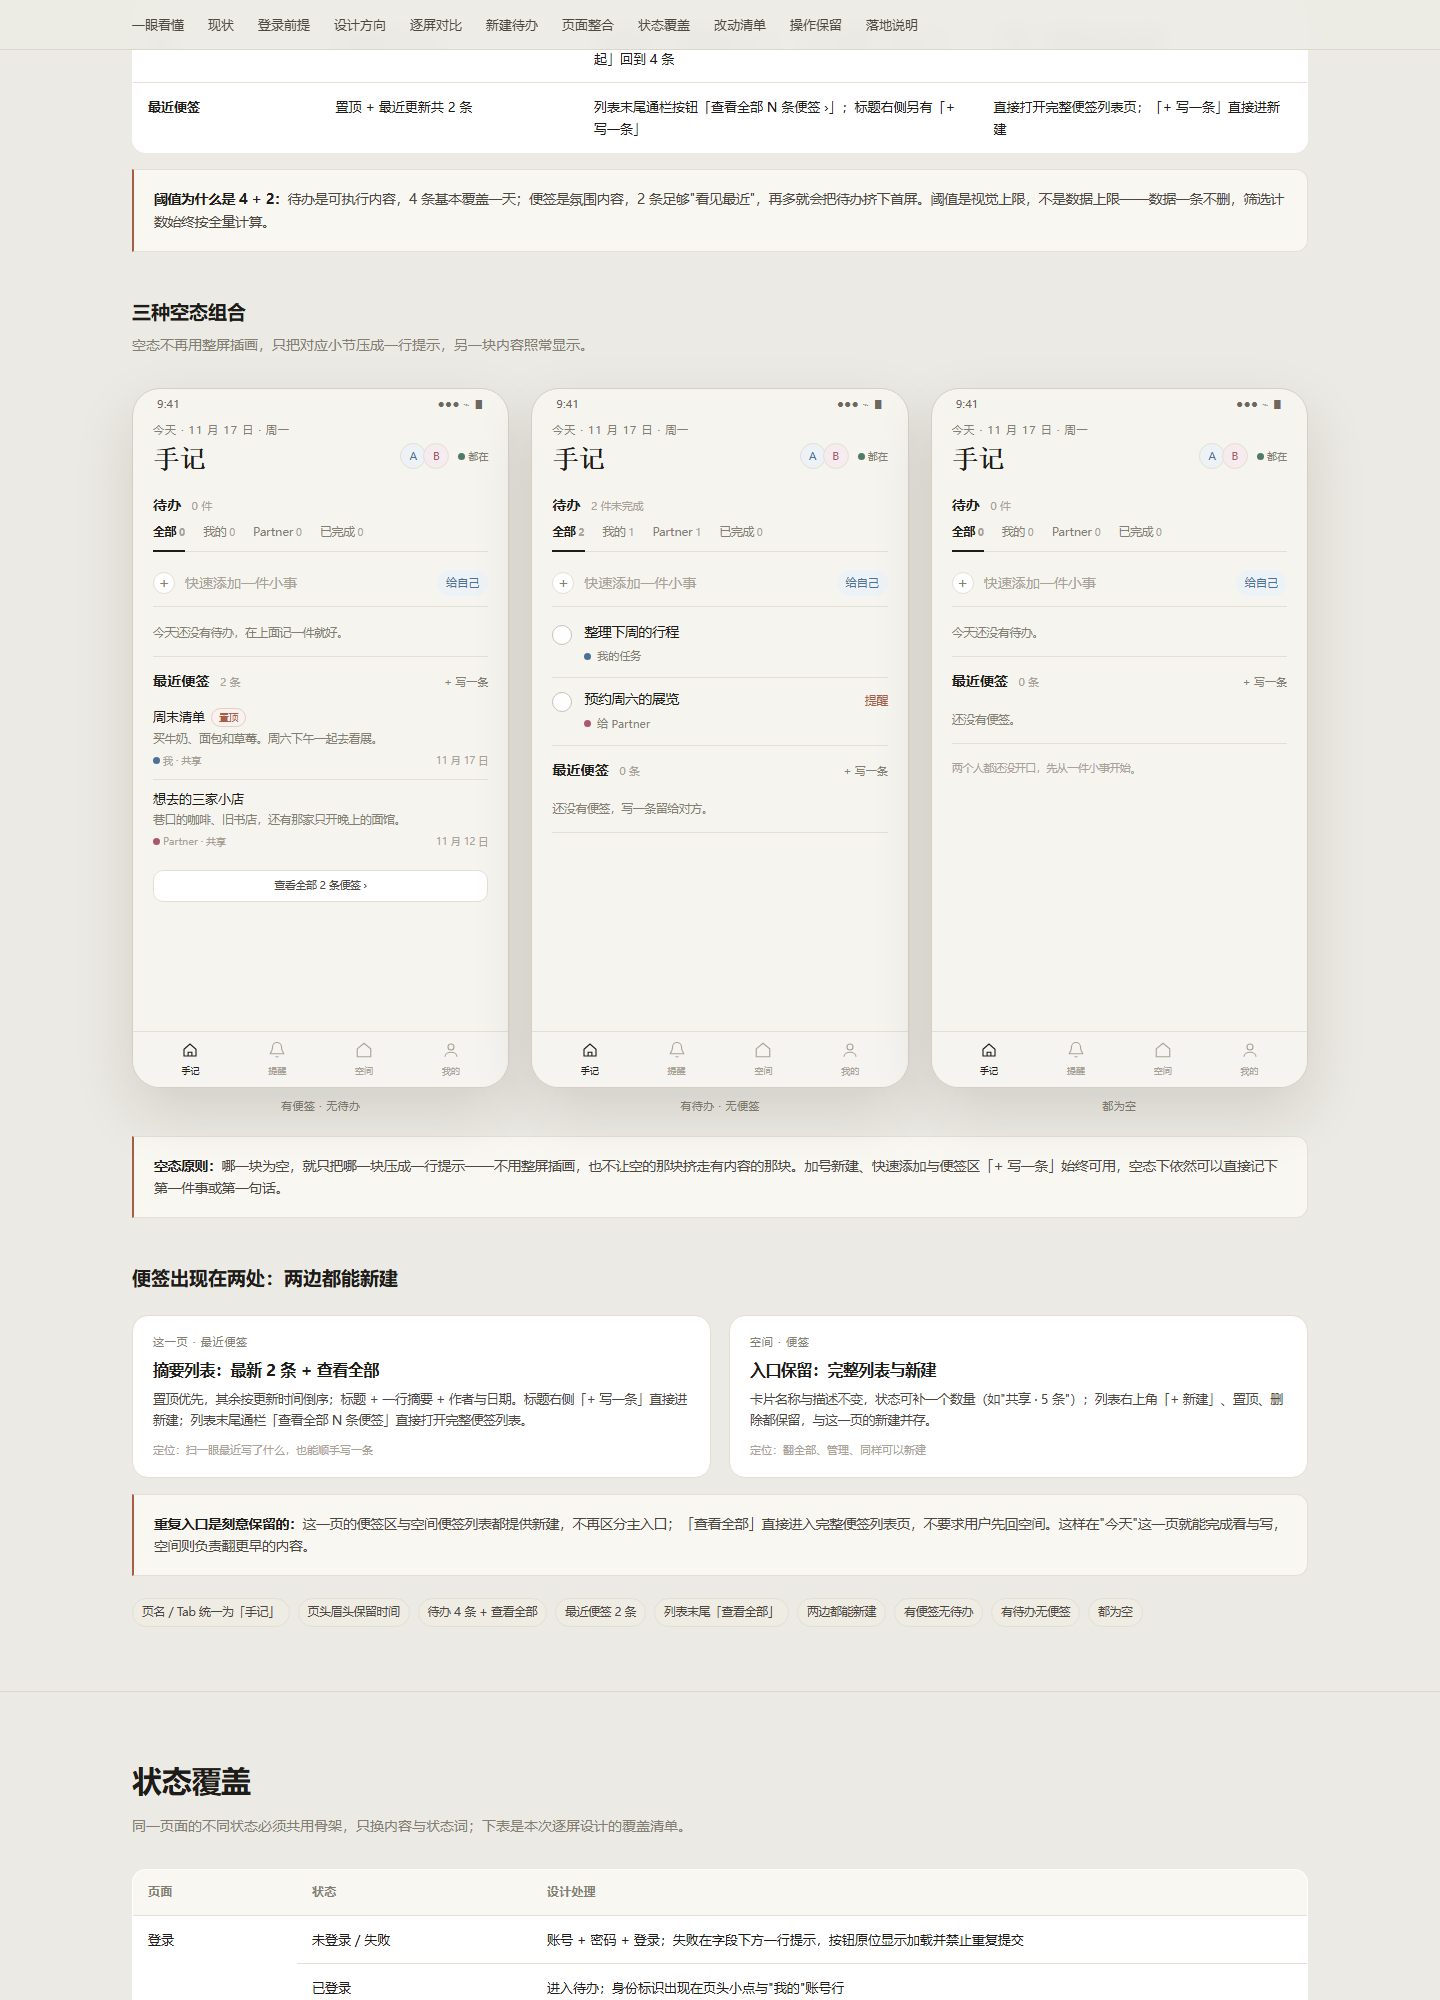 一眼看懂 现状 登录前提 设计方向 逐屏对比 新建待办 页面整合 状态覆盖 改动清单 操作保留 落地说明
起」回到 4 条
最近便签 置顶 + 最近更新共 2 条 列表末尾通栏按钮「查看全部 N 条便签 ›」；标题右侧另有「+ 直接打开完整便签列表页；「+ 写一条」直接进新
写一条」 建
阈值为什么是 4 + 2：待办是可执行内容，4 条基本覆盖一天；便签是氛围内容，2 条足够"看见最近"，再多就会把待办挤下首屏。阈值是视觉上限，不是数据上限——数据一条不删，筛选计
数始终按全量计算。
三种空态组合
空态不再用整屏插画，只把对应小节压成一行提示，另一块内容照常显示。
9:41
今天 · 11 月 17 日 · 周一
手记 A B 都在
待办 0 件
全部 0 我的 0 Partner 0 已完成 0
+ 快速添加一件小事 给自己
今天还没有待办，在上面记一件就好。
最近便签 2 条 + 写一条
周末清单 置顶
买牛奶、面包和草莓。周六下午一起去看展。
我 · 共享 11 月 17 日
想去的三家小店
巷口的咖啡、旧书店，还有那家只开晚上的面馆。
Partner · 共享 11 月 12 日
查看全部 2 条便签 ›
手记 提醒 空间 我的
有便签 · 无待办
9:41
今天 · 11 月 17 日 · 周一
手记 A B 都在
待办 2 件未完成
全部 2 我的 1 Partner 1 已完成 0
+ 快速添加一件小事 给自己
整理下周的行程
我的任务
预约周六的展览 提醒
给 Partner
最近便签 0 条 + 写一条
还没有便签，写一条留给对方。
手记 提醒 空间 我的
有待办 · 无便签
9:41
今天 · 11 月 17 日 · 周一
手记 A B 都在
待办 0 件
全部 0 我的 0 Partner 0 已完成 0
+ 快速添加一件小事 给自己
今天还没有待办。
最近便签 0 条 + 写一条
还没有便签。
两个人都还没开口，先从一件小事开始。
手记 提醒 空间 我的
都为空
空态原则：哪一块为空，就只把哪一块压成一行提示——不用整屏插画，也不让空的那块挤走有内容的那块。加号新建、快速添加与便签区「+ 写一条」始终可用，空态下依然可以直接记下
第一件事或第一句话。
便签出现在两处：两边都能新建
这一页 · 最近便签
摘要列表：最新 2 条 + 查看全部
置顶优先，其余按更新时间倒序；标题 + 一行摘要 + 作者与日期。标题右侧「+ 写一条」直接进
新建；列表末尾通栏「查看全部 N 条便签」直接打开完整便签列表。
定位：扫一眼最近写了什么，也能顺手写一条
空间 · 便签
入口保留：完整列表与新建
卡片名称与描述不变，状态可补一个数量（如"共享 · 5 条"）；列表右上角「+ 新建」、置顶、删
除都保留，与这一页的新建并存。
定位：翻全部、管理、同样可以新建
重复入口是刻意保留的：这一页的便签区与空间便签列表都提供新建，不再区分主入口；「查看全部」直接进入完整便签列表页，不要求用户先回空间。这样在"今天"这一页就能完成看与写，
空间则负责翻更早的内容。
页名 / Tab 统一为「手记」 页头眉头保留时间 待办 4 条 + 查看全部 最近便签 2 条 列表末尾「查看全部」 两边都能新建 有便签无待办 有待办无便签 都为空
状态覆盖
同一页面的不同状态必须共用骨架，只换内容与状态词；下表是本次逐屏设计的覆盖清单。
页面 状态 设计处理
登录 未登录 / 失败 账号 + 密码 + 登录；失败在字段下方一行提示，按钮原位显示加载并禁止重复提交
已登录 进入待办；身份标识出现在页头小点与"我的"账号行